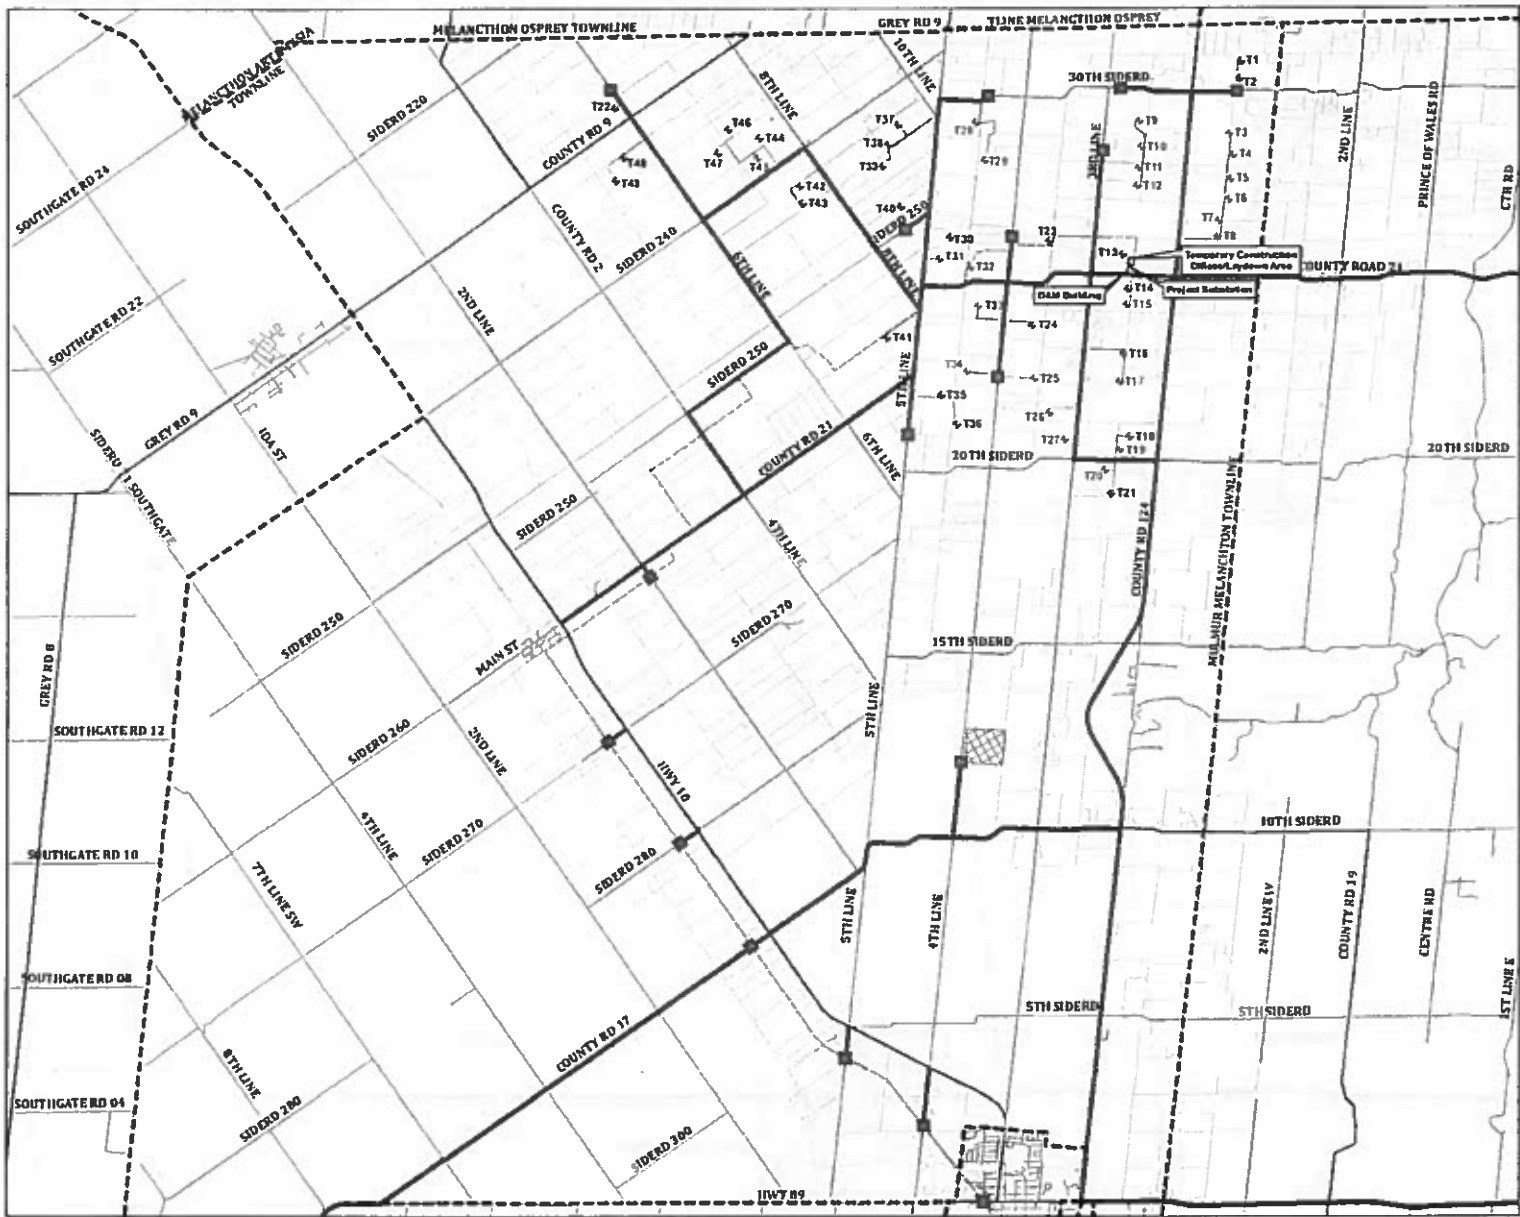 MELANCTHON OSPREY TOWNLINE
GREY RD 9
TLINE MELANCTHON OSPREY
TOWNLINE
SIDERD 220
COUNTY RD 9
8TH LINE
10TH LINE
30TH SIDERD
3RD LINE
2ND LINE
PRINCE OF WALES RD
SOUTHGATE RD 24
T1
T2
T3
T4
T5
T6
T7
T8
T9
T10
T11
T12
T46
T44
T47
T48
T43
T42
T43
T37
T38
T33
T40
T28
T29
COUNTY RD 2
SIDERD 240
6TH LINE
T30
T31
T32
T23
T13
Temporary Construction
Offices/Laydown Area
COUNTY ROAD 21
O&M Building
Project Substation
T14
T15
SOUTHGATE RD 22
2ND LINE
SIDERD 250
T41
5TH LINE
T24
T34
T25
T16
T17
T35
T36
T26
T27
T18
T19
T20
T21
GREY RD 9
IDA ST
COUNTY RD 21
6TH LINE
20TH SIDERD
20TH SIDERD
SIDERD 250
4TH LINE
COUNTY RD 124
MULMUR MELANCTHON TOWNLINE
SIDERD 250
MAIN ST
SIDERD 270
15TH SIDERD
GREY RD 8
5TH LINE
SOUTHGATE RD 12
SIDERD 260
2ND LINE
HWY 10
SIDERD 270
4TH LINE
10TH SIDERD
SOUTHGATE RD 10
7TH LINE SW
SIDERD 280
5TH LINE
4TH LINE
2ND LINE W
COUNTY RD 19
CENTRE RD
SOUTHGATE RD 08
5TH SIDERD
5TH SIDERD
1ST LINE E
COUNTY RD 17
8TH LINE
SOUTHGATE RD 04
SIDERD 280
SIDERD 300
HWY 89